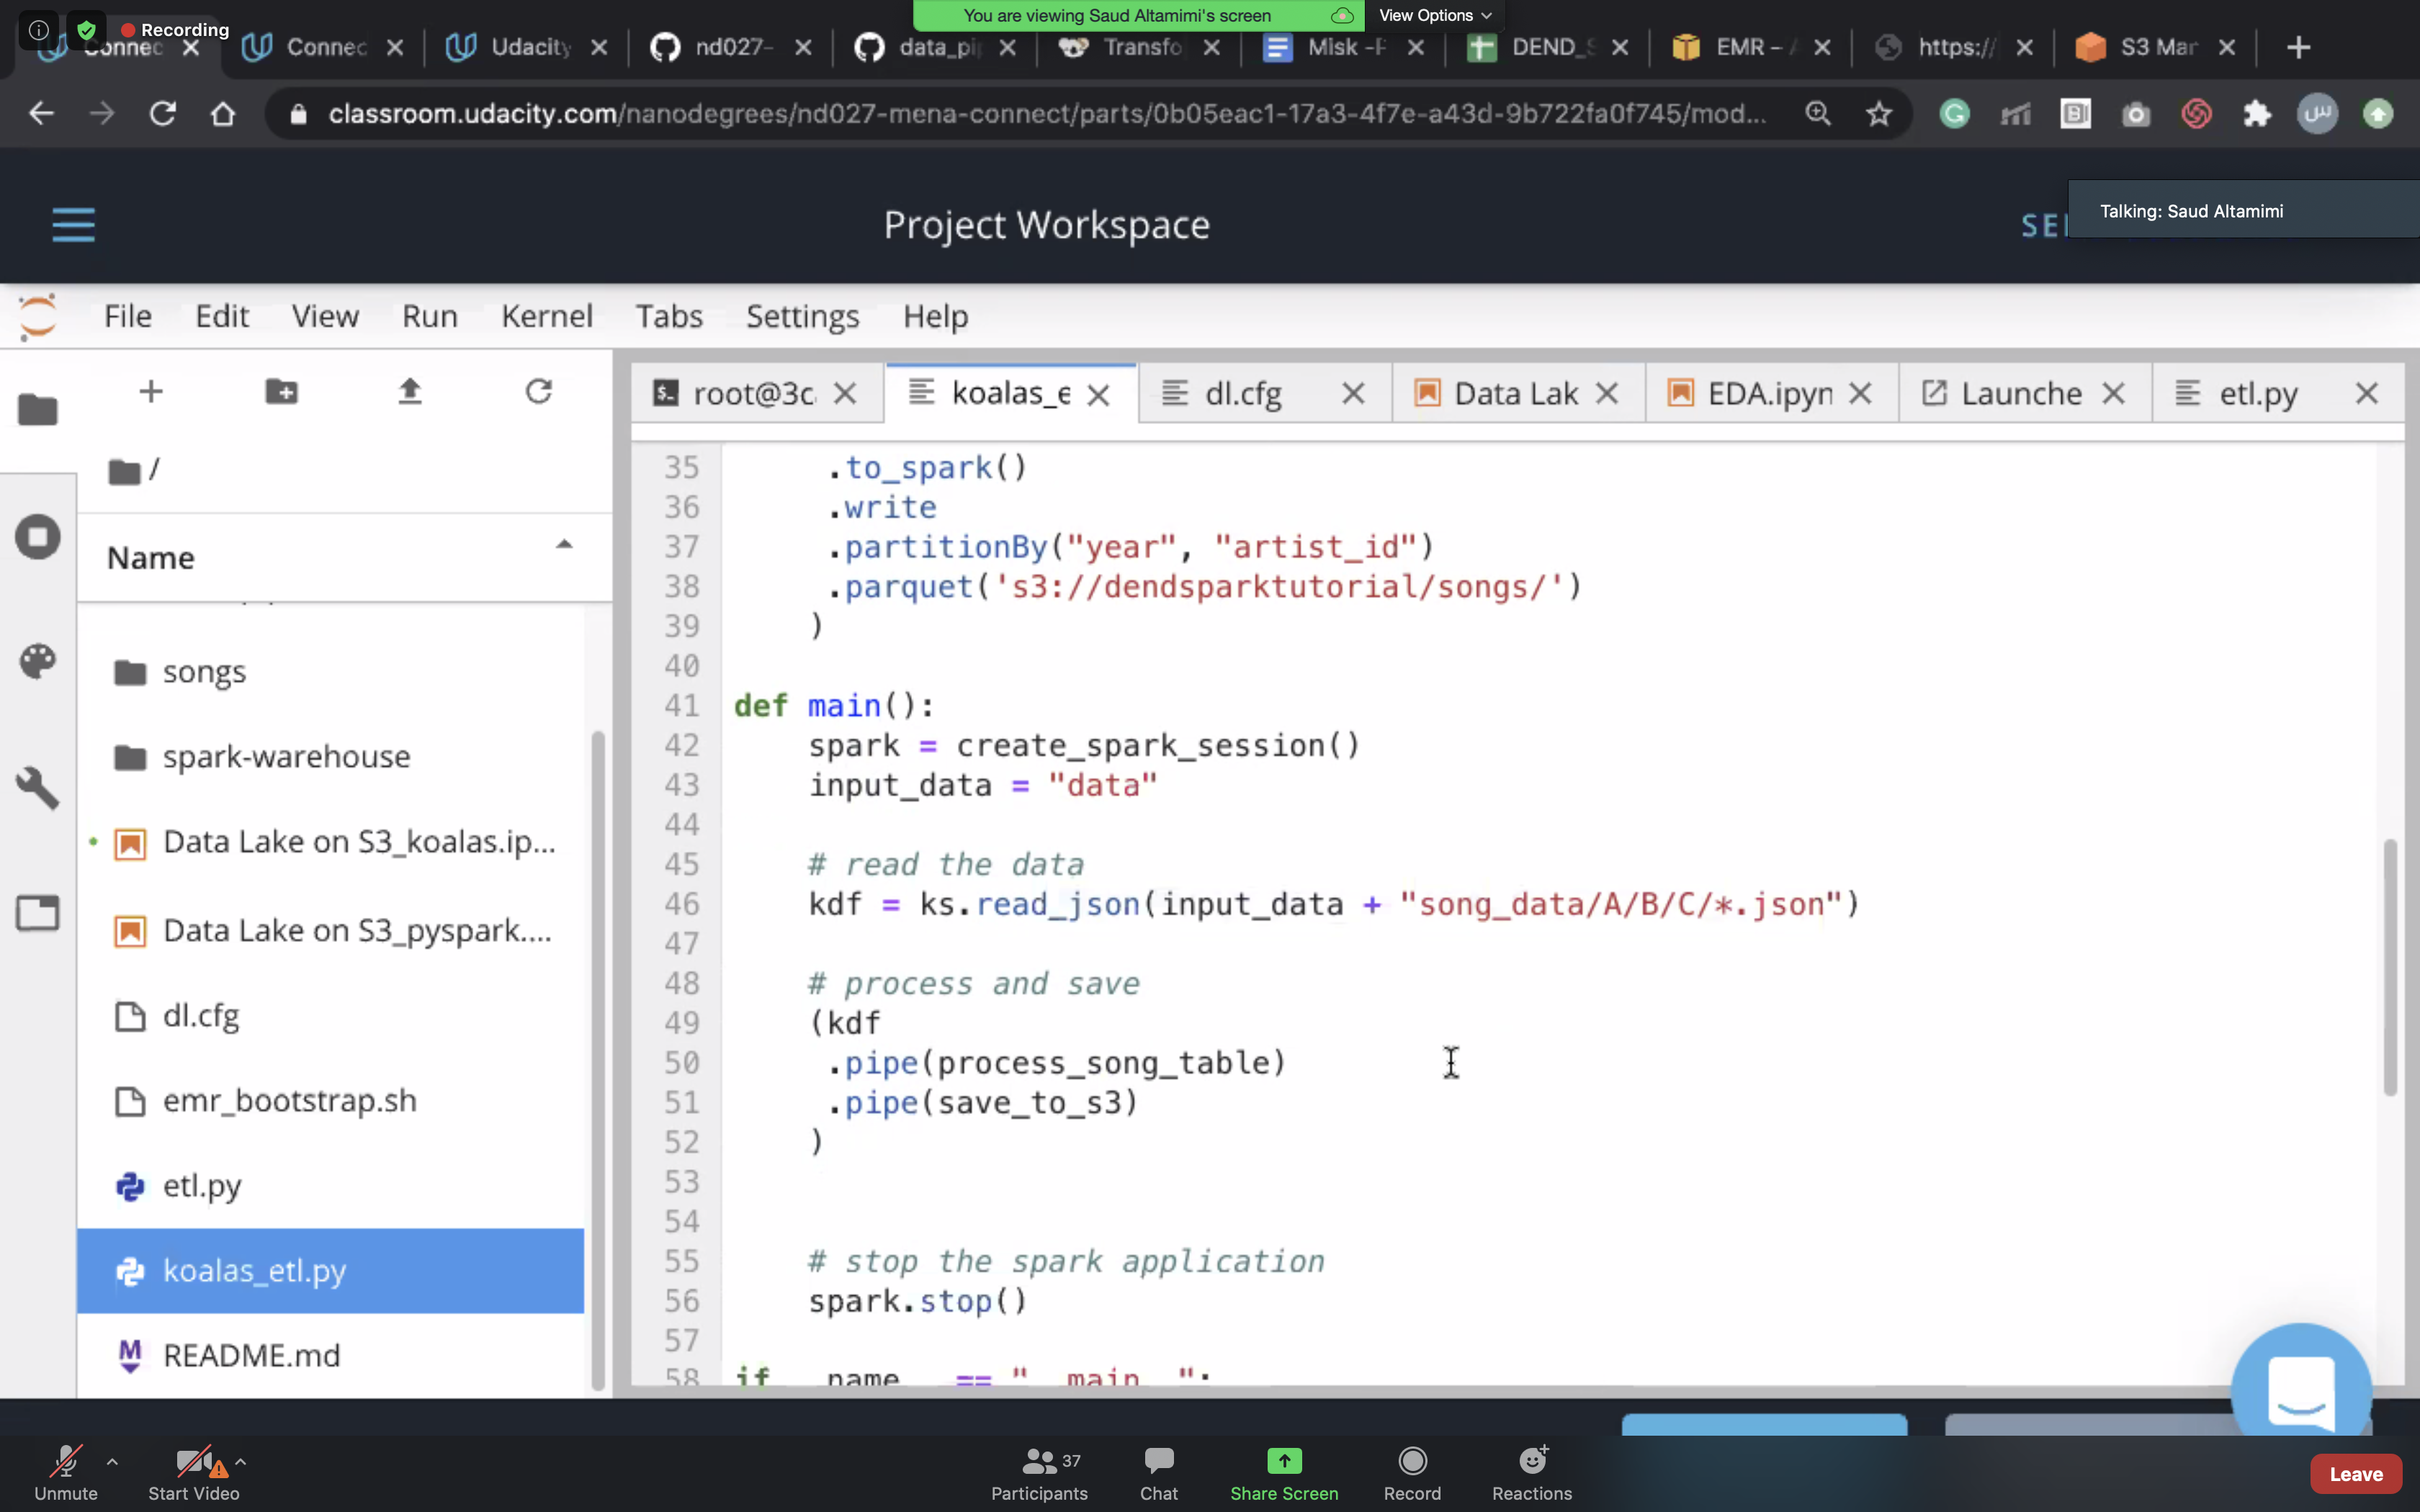 Recording
You are viewing Saud Altamimi's screen
View Options
Connec
Connec
Udacity
nd027-
data_pi
Transfo
Misk -F
DEND_S
EMR – A
https://
S3 Man
classroom.udacity.com/nanodegrees/nd027-mena-connect/parts/0b05eac1-17a3-4f7e-a43d-9b722fa0f745/mod...
Project Workspace
Talking: Saud Altamimi
File Edit View Run Kernel Tabs Settings Help
root@3c
koalas_e
dl.cfg
Data Lak
EDA.ipyn
Launche
etl.py
/
Name
songs
spark-warehouse
Data Lake on S3_koalas.ip...
Data Lake on S3_pyspark....
dl.cfg
emr_bootstrap.sh
etl.py
koalas_etl.py
README.md
35 .to_spark()
36 .write
37 .partitionBy("year", "artist_id")
38 .parquet('s3://dendsparktutorial/songs/')
39 )
40
41 def main():
42 spark = create_spark_session()
43 input_data = "data"
44
45 # read the data
46 kdf = ks.read_json(input_data + "song_data/A/B/C/*.json")
47
48 # process and save
49 (kdf
50 .pipe(process_song_table)
51 .pipe(save_to_s3)
52 )
53
54
55 # stop the spark application
56 spark.stop()
57
58 if __name__ == "__main__":
Unmute
Start Video
37
Participants
Chat
Share Screen
Record
Reactions
Leave